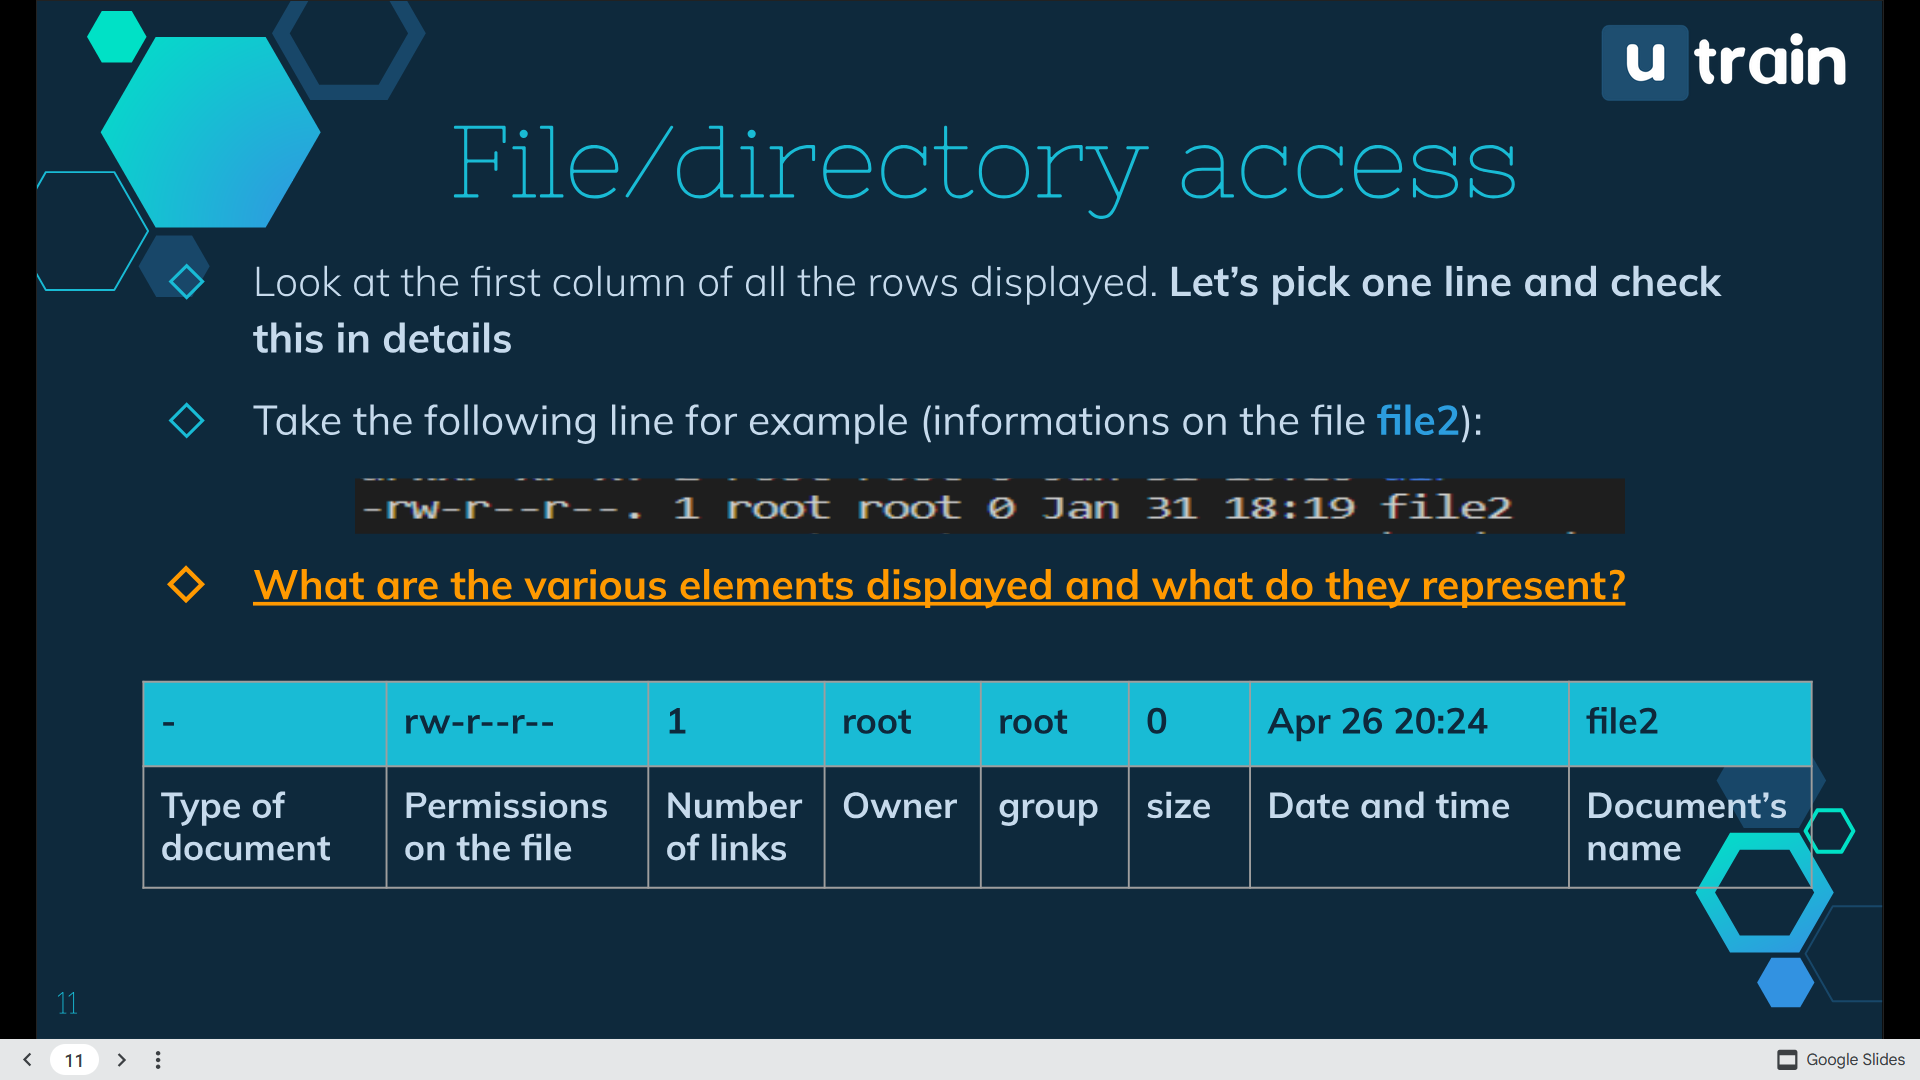 u train
File/directory access
Look at the first column of all the rows displayed. Let's pick one line and check
this in details
Take the following line for example (informations on the file file2):
-rw-r--r--. 1 root root 0 Jan 31 18:19 file2
What are the various elements displayed and what do they represent?
- rw-r--r-- 1 root root 0 Apr 26 20:24 file2
Type of document Permissions on the file Number of links Owner group size Date and time Document's name
11
11 Google Slides